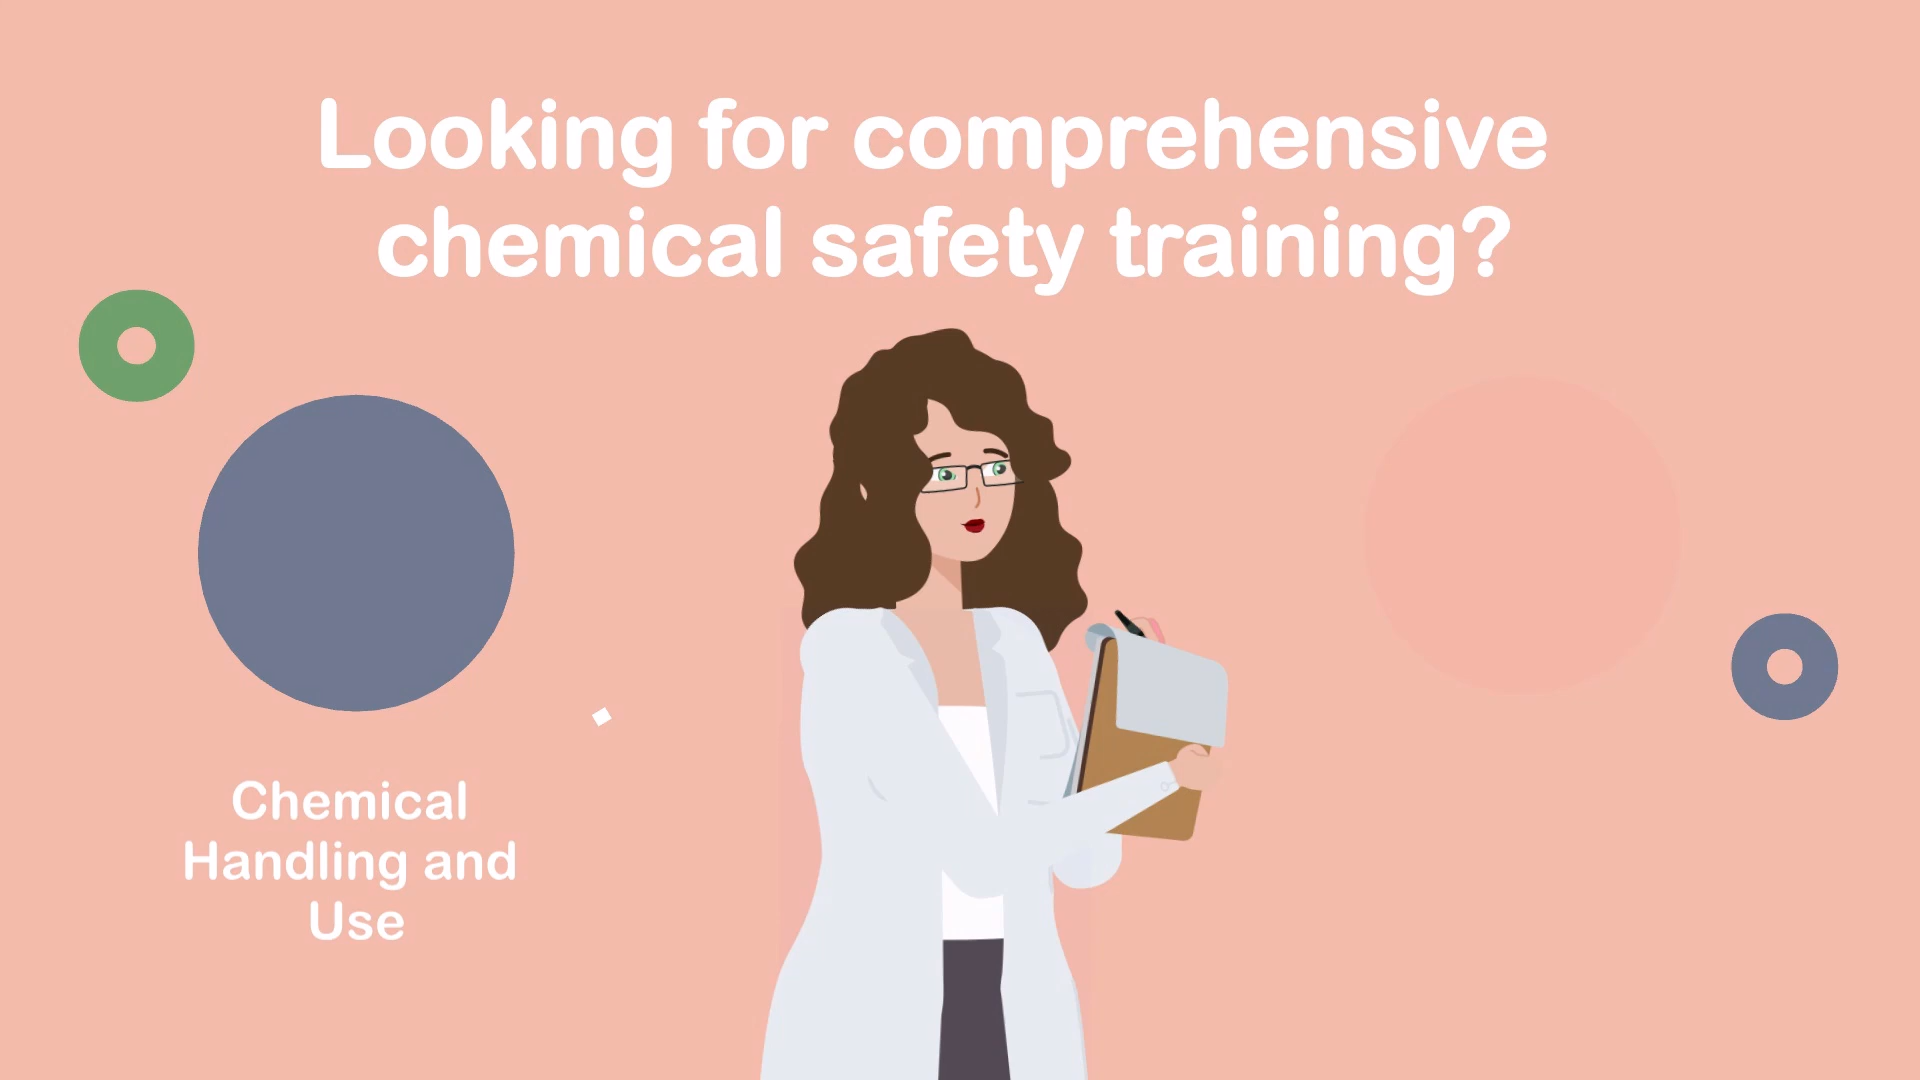 Looking for comprehensive
chemical safety training?
Chemical
Handling and
Use